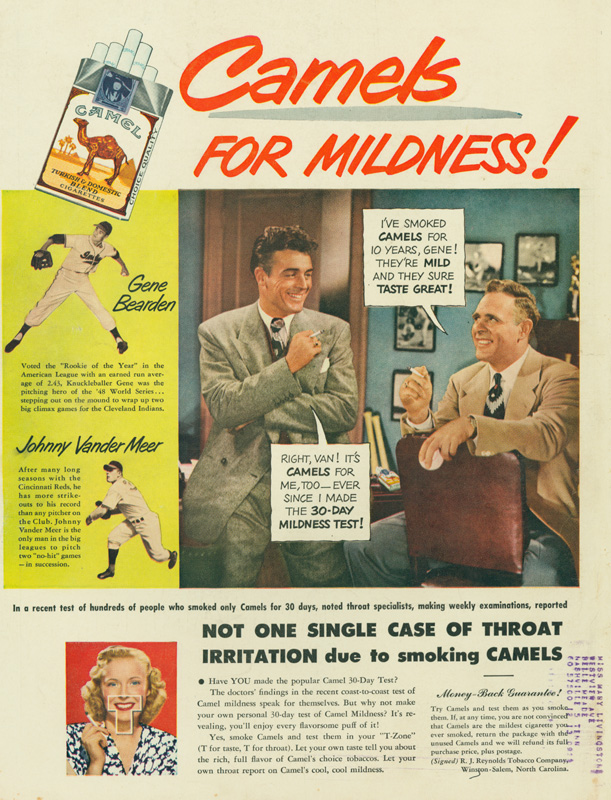 Camels
FOR MILDNESS!
CAMEL
TURKISH & DOMESTIC
BLEND
CIGARETTES
CHOICE QUALITY
I'VE SMOKED
CAMELS FOR
10 YEARS, GENE!
THEY'RE MILD
AND THEY SURE
TASTE GREAT!
RIGHT, VAN! IT'S
CAMELS FOR
ME, TOO—EVER
SINCE I MADE
THE 30-DAY
MILDNESS TEST!
Gene
Bearden
Voted the "Rookie of the Year" in the
American League with an earned run aver-
age of 2.43, Knuckleballer Gene was the
pitching hero of the '48 World Series...
stepping out on the mound to wrap up two
big climax games for the Cleveland Indians.
Johnny Vander Meer
After many long
seasons with the
Cincinnati Reds, he
has more strike-
outs to his record
than any pitcher on
the Club. Johnny
Vander Meer is the
only man in the big
leagues to pitch
two "no-hit" games
—in succession.
In a recent test of hundreds of people who smoked only Camels for 30 days, noted throat specialists, making weekly examinations, reported
NOT ONE SINGLE CASE OF THROAT
IRRITATION due to smoking CAMELS
● Have YOU made the popular Camel 30-Day Test?
The doctors' findings in the recent coast-to-coast test of
Camel mildness speak for themselves. But why not make
your own personal 30-day test of Camel Mildness? It's re-
vealing, you'll enjoy every flavorsome puff of it!
Yes, smoke Camels and test them in your "T-Zone"
(T for taste, T for throat). Let your own taste tell you about
the rich, full flavor of Camel's choice tobaccos. Let your
own throat report on Camel's cool, cool mildness.
Money-Back Guarantee!
Try Camels and test them as you smoke
them. If, at any time, you are not convinced
that Camels are the mildest cigarette you
ever smoked, return the package with the
unused Camels and we will refund its full
purchase price, plus postage.
(Signed) R. J. Reynolds Tobacco Company,
Winston-Salem, North Carolina.
MISS MARY LIVINGSTONE